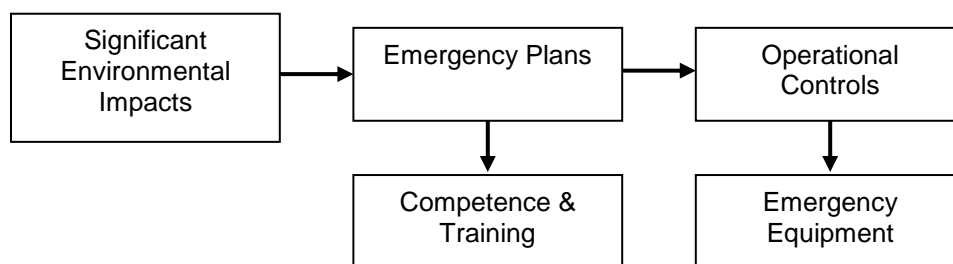 Significant
Environmental
Impacts
Emergency Plans
Operational
Controls
Competence &
Training
Emergency
Equipment